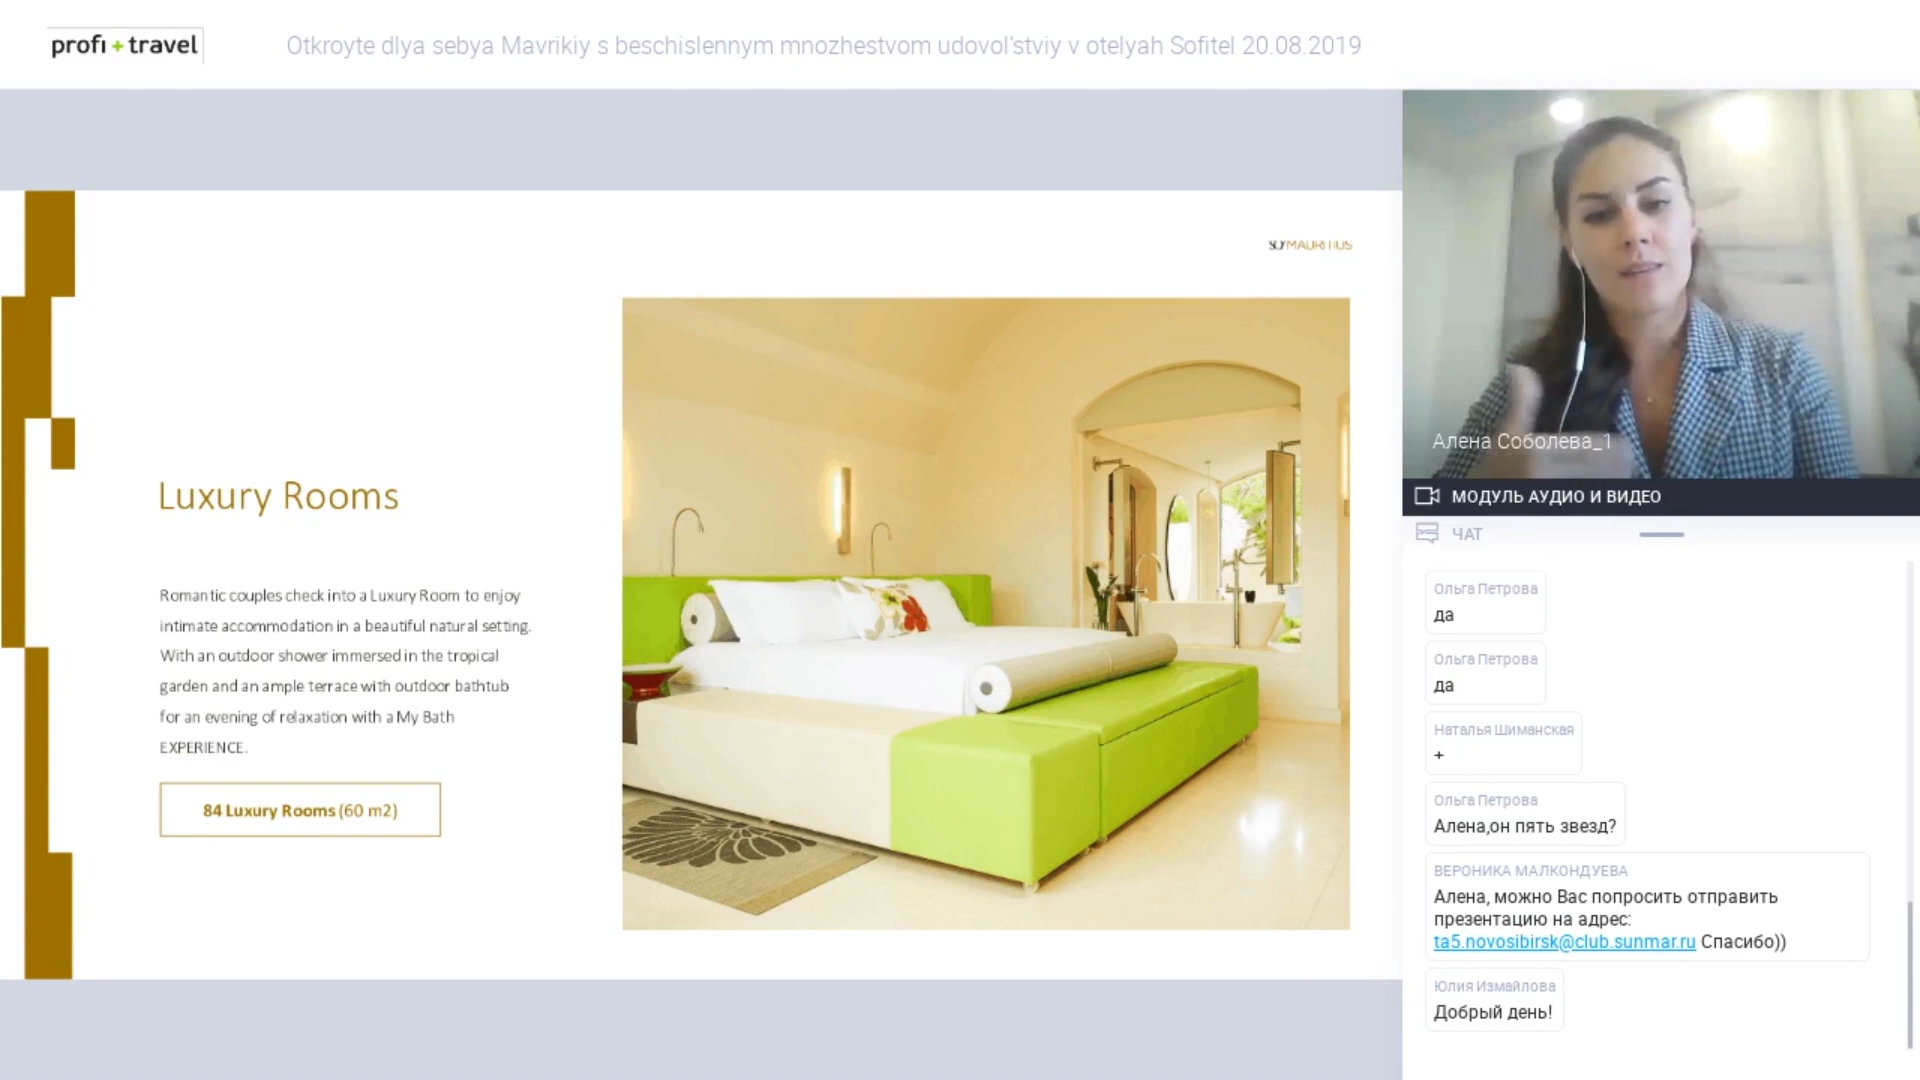 profi + travel
Otkroyte dlya sebya Mavrikiy s beschislennym mnozhestvom udovol'stviy v otelyah Sofitel 20.08.2019
SO/MAURITIUS
Luxury Rooms
Romantic couples check into a Luxury Room to enjoy
intimate accommodation in a beautiful natural setting.
With an outdoor shower immersed in the tropical
garden and an ample terrace with outdoor bathtub
for an evening of relaxation with a My Bath
EXPERIENCE.
84 Luxury Rooms (60 m2)
Алена Соболева_1
МОДУЛЬ АУДИО И ВИДЕО
ЧАТ
Ольга Петрова
да
Ольга Петрова
да
Наталья Шиманская
+
Ольга Петрова
Алена,он пять звезд?
ВЕРОНИКА МАЛКОНДУЕВА
Алена, можно Вас попросить отправить
презентацию на адрес:
ta5.novosibirsk@club.sunmar.ru Спасибо))
Юлия Измайлова
Добрый день!